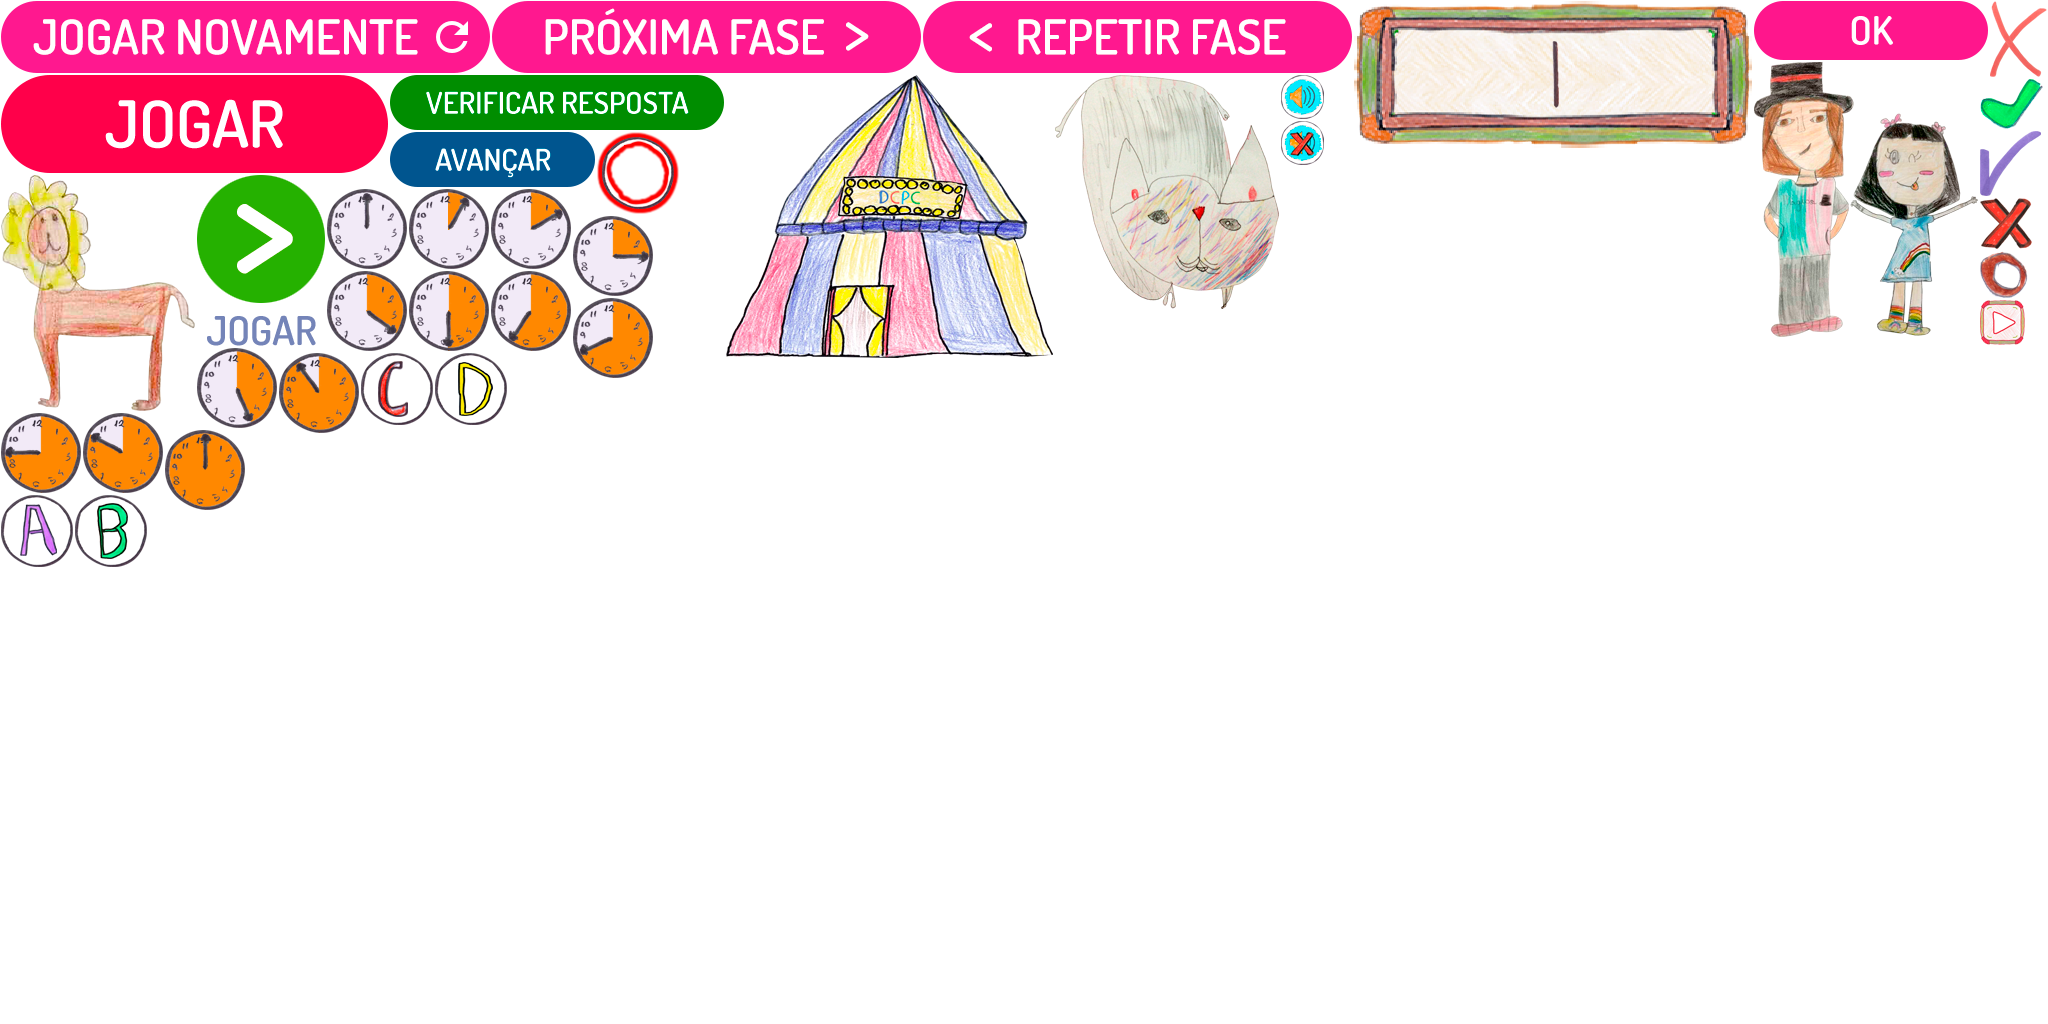 JOGAR NOVAMENTE
PRÓXIMA FASE >
< REPETIR FASE
OK
JOGAR
VERIFICAR RESPOSTA
AVANÇAR
DCPC
JOGAR
C
D
A
B